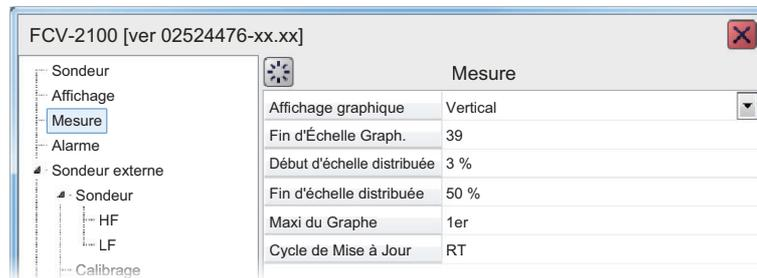 FCV-2100 [ver 02524476-xx.xx]
Sondeur
Affichage
Mesure
Alarme
Sondeur externe
Sondeur
HF
LF
Calibrage
Mesure
Affichage graphique Vertical
Fin d'Échelle Graph. 39
Début d'échelle distribuée 3 %
Fin d'échelle distribuée 50 %
Maxi du Graphe 1er
Cycle de Mise à Jour RT